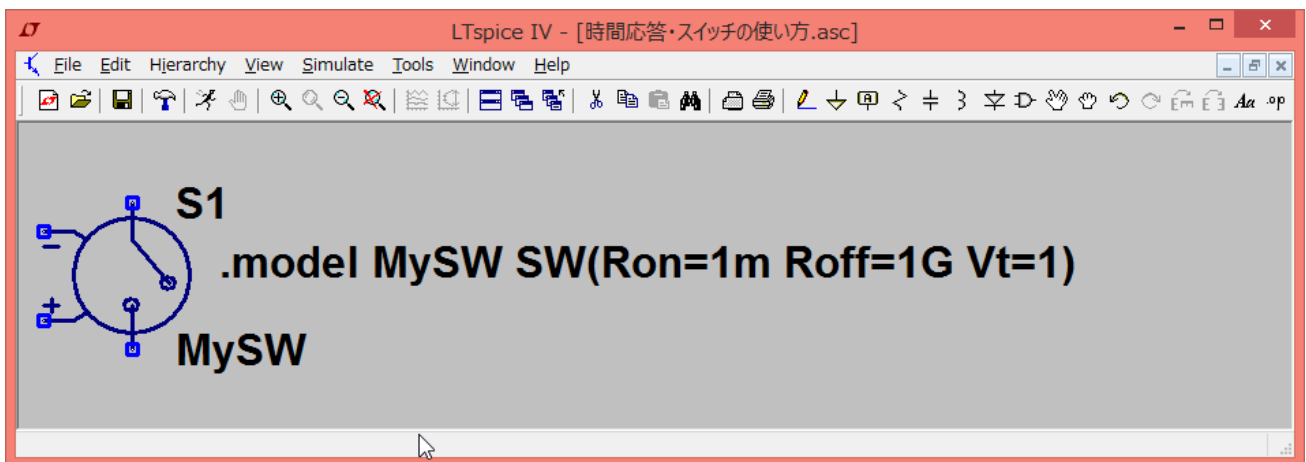 LTspice IV - [時間応答・スイッチの使い方.asc]
File Edit Hierarchy View Simulate Tools Window Help
Aa .op
S1
.model MySW SW(Ron=1m Roff=1G Vt=1)
MySW